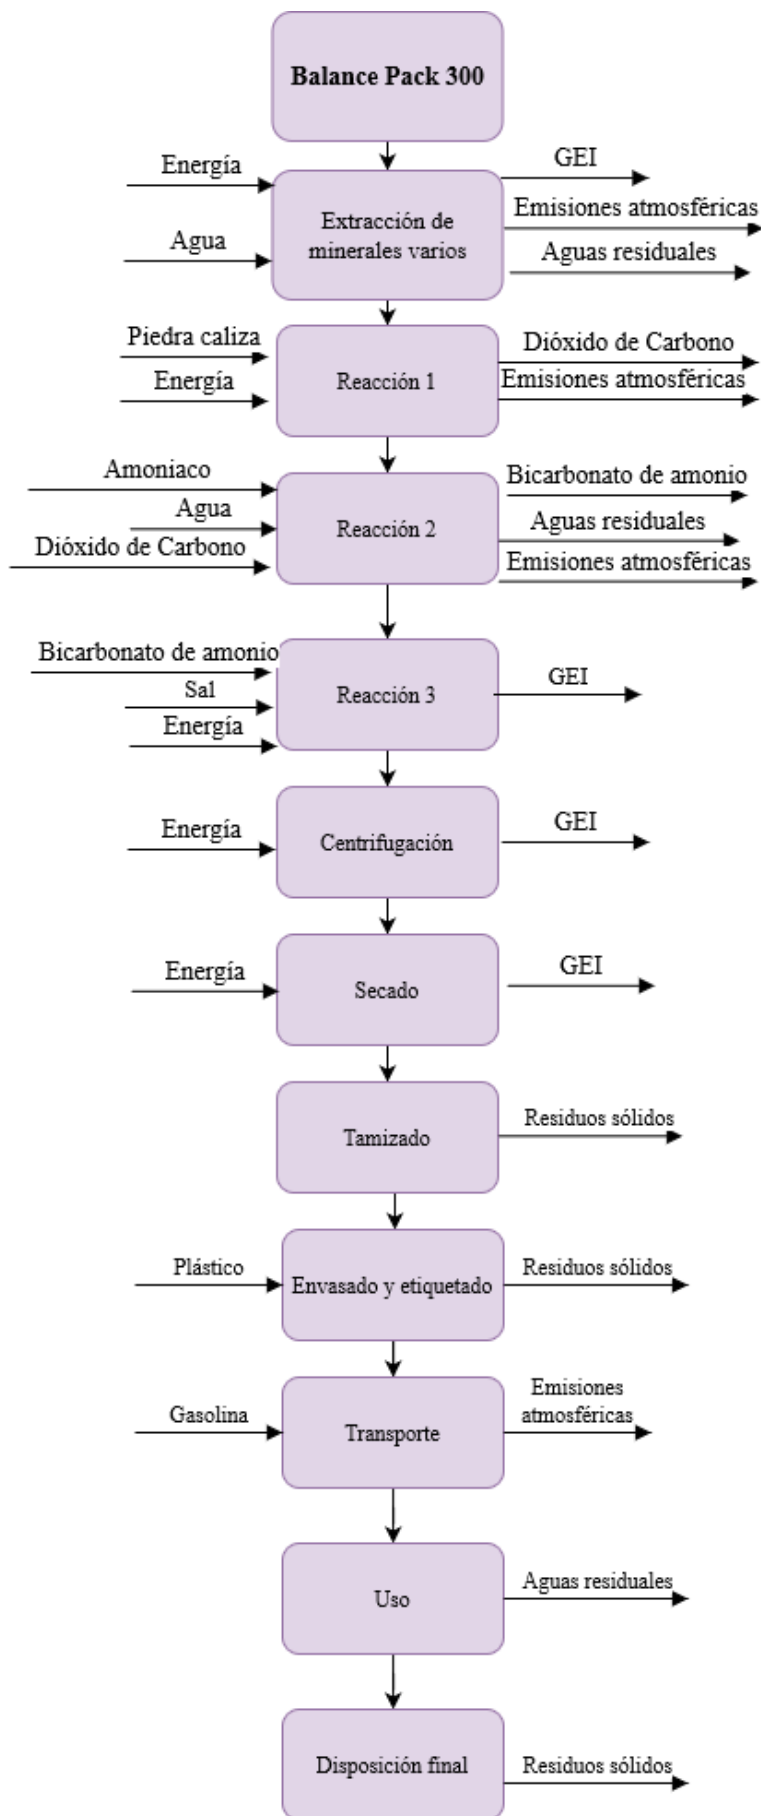 Balance Pack 300
Energía
GEI
Extracción de
minerales varios
Emisiones atmosféricas
Agua
Aguas residuales
Piedra caliza
Dióxido de Carbono
Reacción 1
Energía
Emisiones atmosféricas
Amoniaco
Bicarbonato de amonio
Agua
Reacción 2
Aguas residuales
Dióxido de Carbono
Emisiones atmosféricas
Bicarbonato de amonio
Sal
Reacción 3
GEI
Energía
Energía
Centrifugación
GEI
Energía
Secado
GEI
Tamizado
Residuos sólidos
Plástico
Envasado y etiquetado
Residuos sólidos
Gasolina
Transporte
Emisiones
atmosféricas
Uso
Aguas residuales
Disposición final
Residuos sólidos